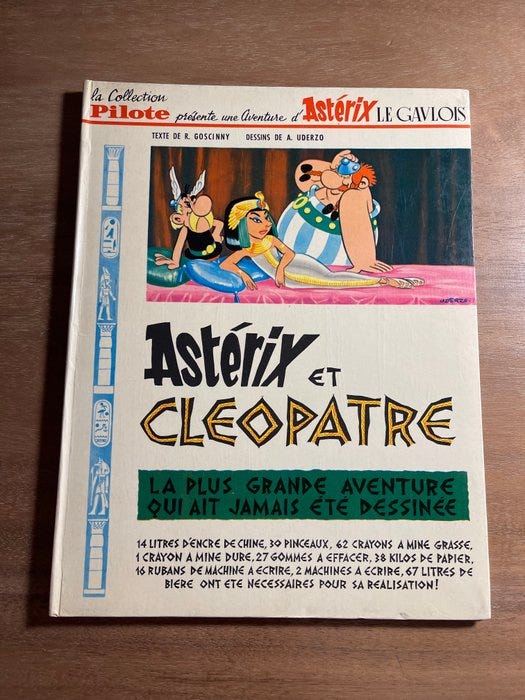 la Collection
Pilote présente une Aventure d'Astérix LE GAULOIS
TEXTE DE R. GOSCINNY DESSINS DE A. UDERZO
UDERZO
Astérix ET
CLEOPATRE
LA PLUS GRANDE AVENTURE
QUI AIT JAMAIS ÉTÉ DESSINÉE
14 LITRES D'ENCRE DE CHINE, 30 PINCEAUX, 62 CRAYONS A MINE GRASSE,
1 CRAYON A MINE DURE, 27 GOMMES A EFFACER, 38 KILOS DE PAPIER,
16 RUBANS DE MACHINE A ECRIRE, 2 MACHINES A ECRIRE, 67 LITRES DE
BIERE ONT ETE NECESSAIRES POUR SA REALISATION!